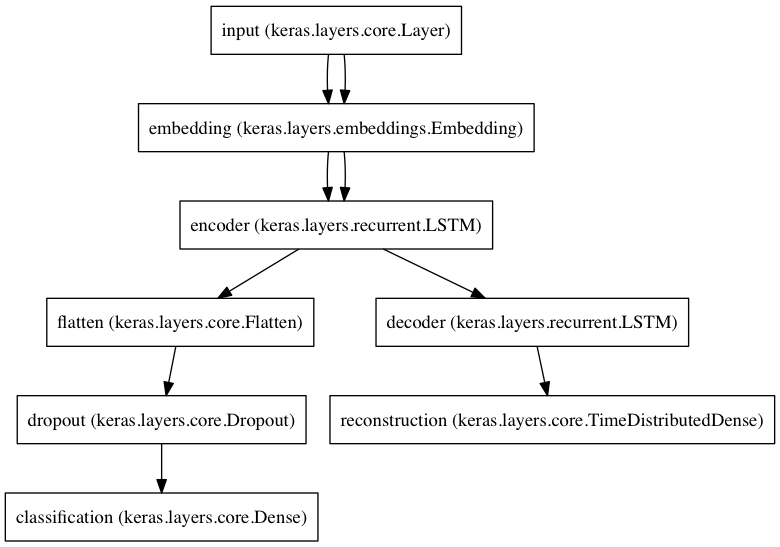 input (keras.layers.core.Layer)
embedding (keras.layers.embeddings.Embedding)
encoder (keras.layers.recurrent.LSTM)
flatten (keras.layers.core.Flatten)
decoder (keras.layers.recurrent.LSTM)
dropout (keras.layers.core.Dropout)
reconstruction (keras.layers.core.TimeDistributedDense)
classification (keras.layers.core.Dense)